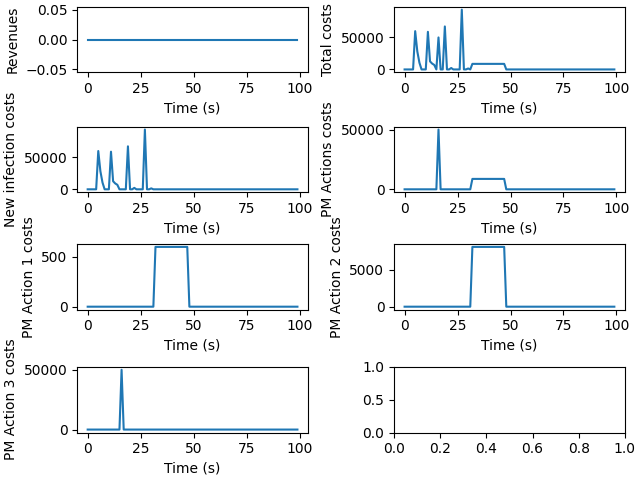 Revenues
0.05
0.00
−0.05
0 25 50 75 100
Time (s)
Total costs
50000
0
0 25 50 75 100
Time (s)
New infection costs
50000
0
0 25 50 75 100
Time (s)
PM Actions costs
50000
0
0 25 50 75 100
Time (s)
PM Action 1 costs
500
0
0 25 50 75 100
Time (s)
PM Action 2 costs
5000
0
0 25 50 75 100
Time (s)
PM Action 3 costs
50000
0
0 25 50 75 100
Time (s)
1.0
0.5
0.0
0.0 0.2 0.4 0.6 0.8 1.0